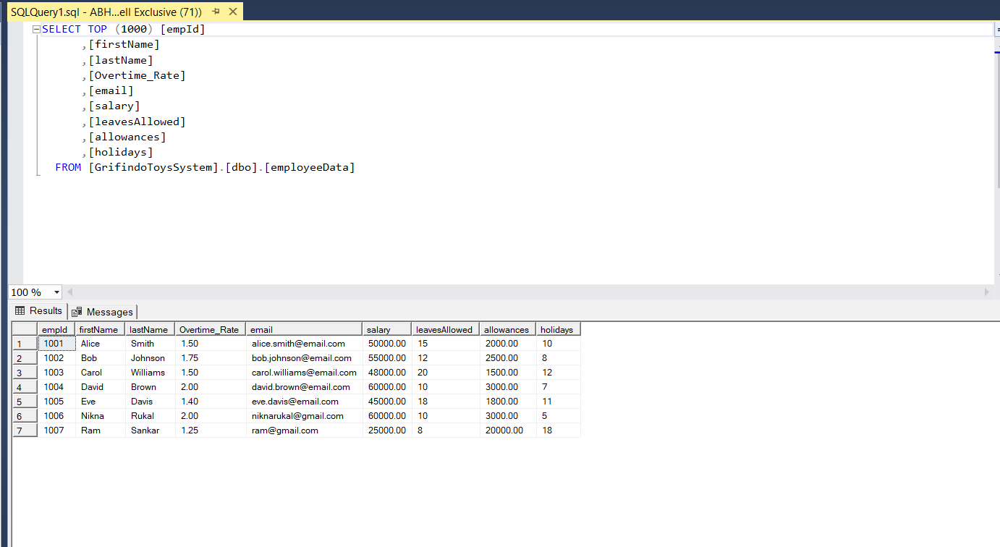 SQLQuery1.sql - ABH...ell Exclusive (71))
SELECT TOP (1000) [empId]
,[firstName]
,[lastName]
,[Overtime_Rate]
,[email]
,[salary]
,[leavesAllowed]
,[allowances]
,[holidays]
FROM [GrifindoToysSystem].[dbo].[employeeData]
100 %
Results Messages
empId firstName lastName Overtime_Rate email salary leavesAllowed allowances holidays
1 1001 Alice Smith 1.50 alice.smith@email.com 50000.00 15 2000.00 10
2 1002 Bob Johnson 1.75 bob.johnson@email.com 55000.00 12 2500.00 8
3 1003 Carol Williams 1.50 carol.williams@email.com 48000.00 20 1500.00 12
4 1004 David Brown 2.00 david.brown@email.com 60000.00 10 3000.00 7
5 1005 Eve Davis 1.40 eve.davis@email.com 45000.00 18 1800.00 11
6 1006 Nikna Rukal 2.00 niknarukal@gmail.com 60000.00 10 3000.00 5
7 1007 Ram Sankar 1.25 ram@gmail.com 25000.00 8 20000.00 18